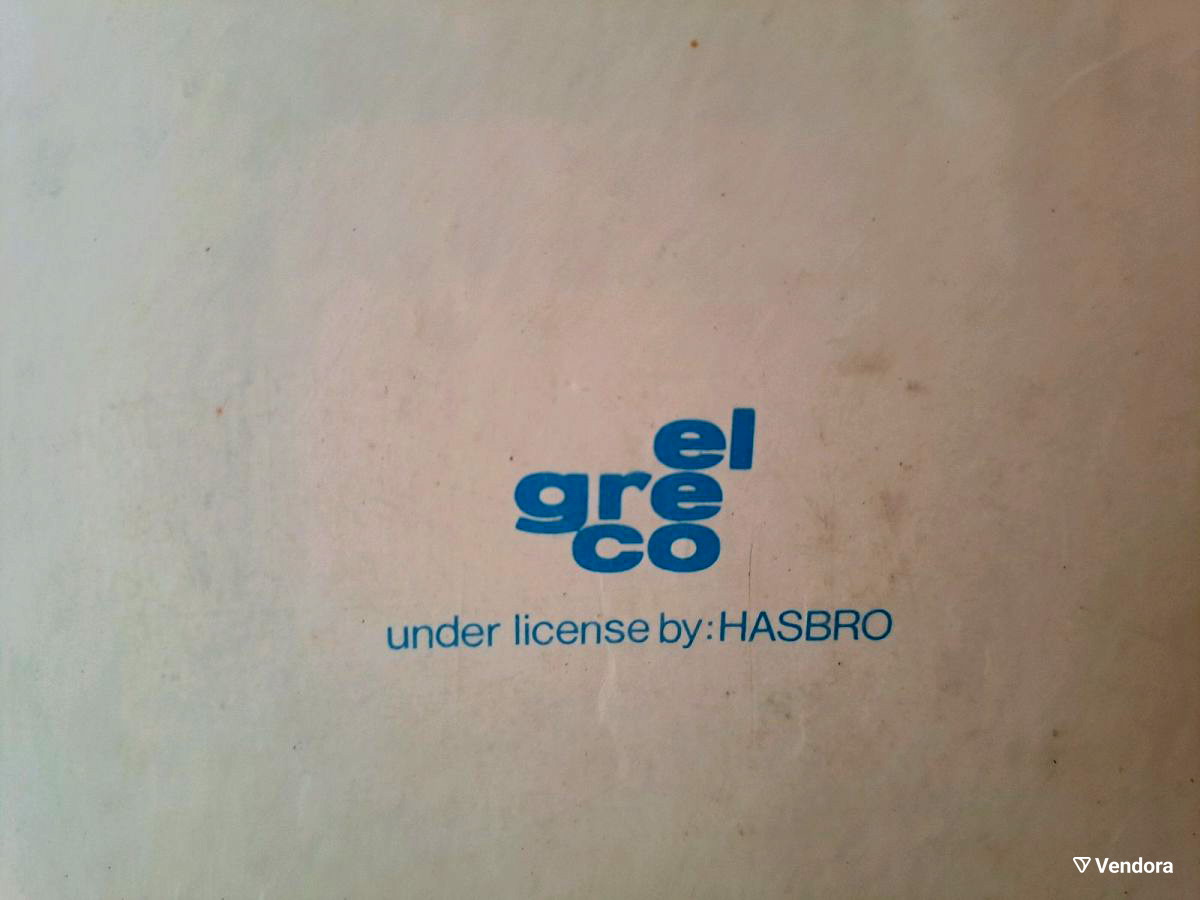 el
gre
co
under license by: HASBRO
Vendora